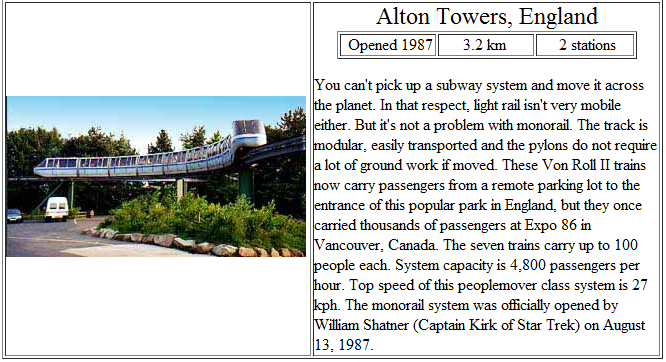 Alton Towers, England
Opened 1987 3.2 km 2 stations
You can't pick up a subway system and move it across
the planet. In that respect, light rail isn't very mobile
either. But it's not a problem with monorail. The track is
modular, easily transported and the pylons do not require
a lot of ground work if moved. These Von Roll II trains
now carry passengers from a remote parking lot to the
entrance of this popular park in England, but they once
carried thousands of passengers at Expo 86 in
Vancouver, Canada. The seven trains carry up to 100
people each. System capacity is 4,800 passengers per
hour. Top speed of this peoplemover class system is 27
kph. The monorail system was officially opened by
William Shatner (Captain Kirk of Star Trek) on August
13, 1987.